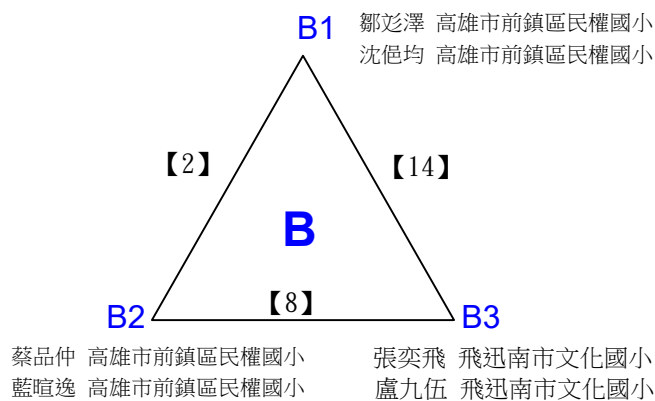 B1
鄒彣澤 高雄市前鎮區民權國小
沈俋均 高雄市前鎮區民權國小
【2】
【14】
B
【8】
B2
B3
蔡品仲 高雄市前鎮區民權國小
藍暄逸 高雄市前鎮區民權國小
張奕飛 飛迅南市文化國小
盧九伍 飛迅南市文化國小